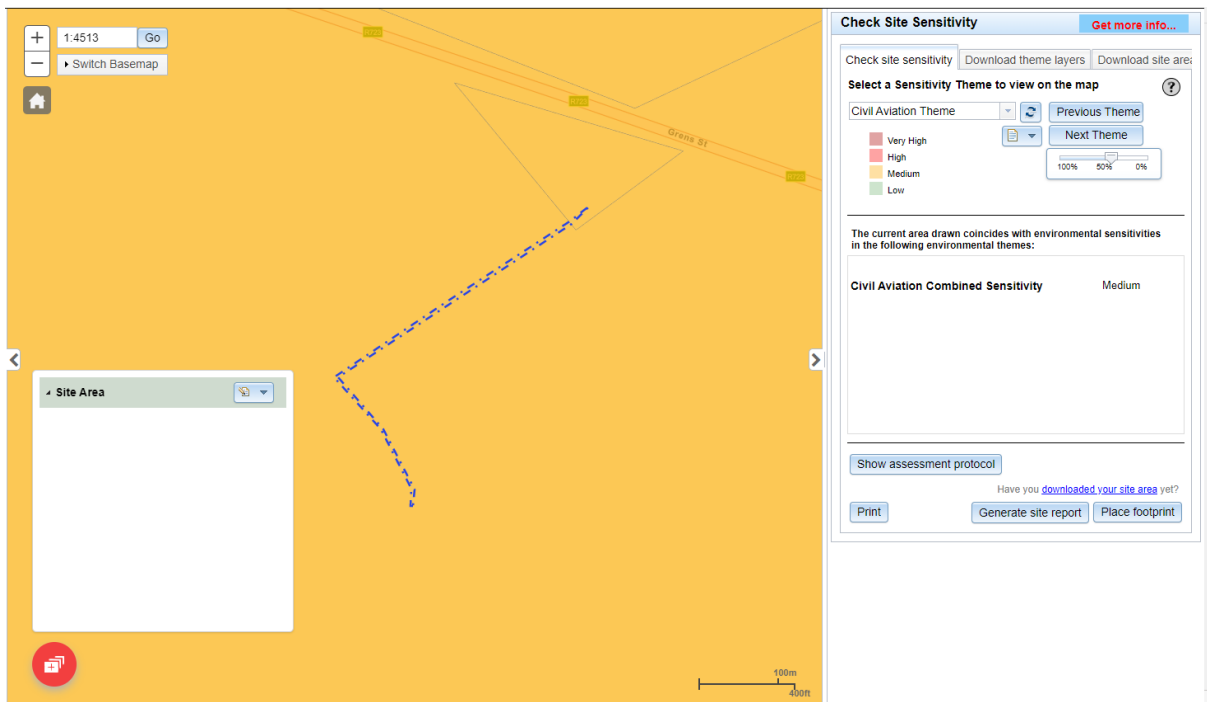 +
1:4513
Go
−
Switch Basemap
R723
R723
Grens St
R723
Site Area
100m
400ft
Check Site Sensitivity
Get more info...
Check site sensitivity
Download theme layers
Download site area
Select a Sensitivity Theme to view on the map
?
Civil Aviation Theme
Previous Theme
Next Theme
Very High
High
Medium
Low
100%
50%
0%
The current area drawn coincides with environmental sensitivities
in the following environmental themes:
Civil Aviation Combined Sensitivity
Medium
Show assessment protocol
Have you downloaded your site area yet?
Print
Generate site report
Place footprint